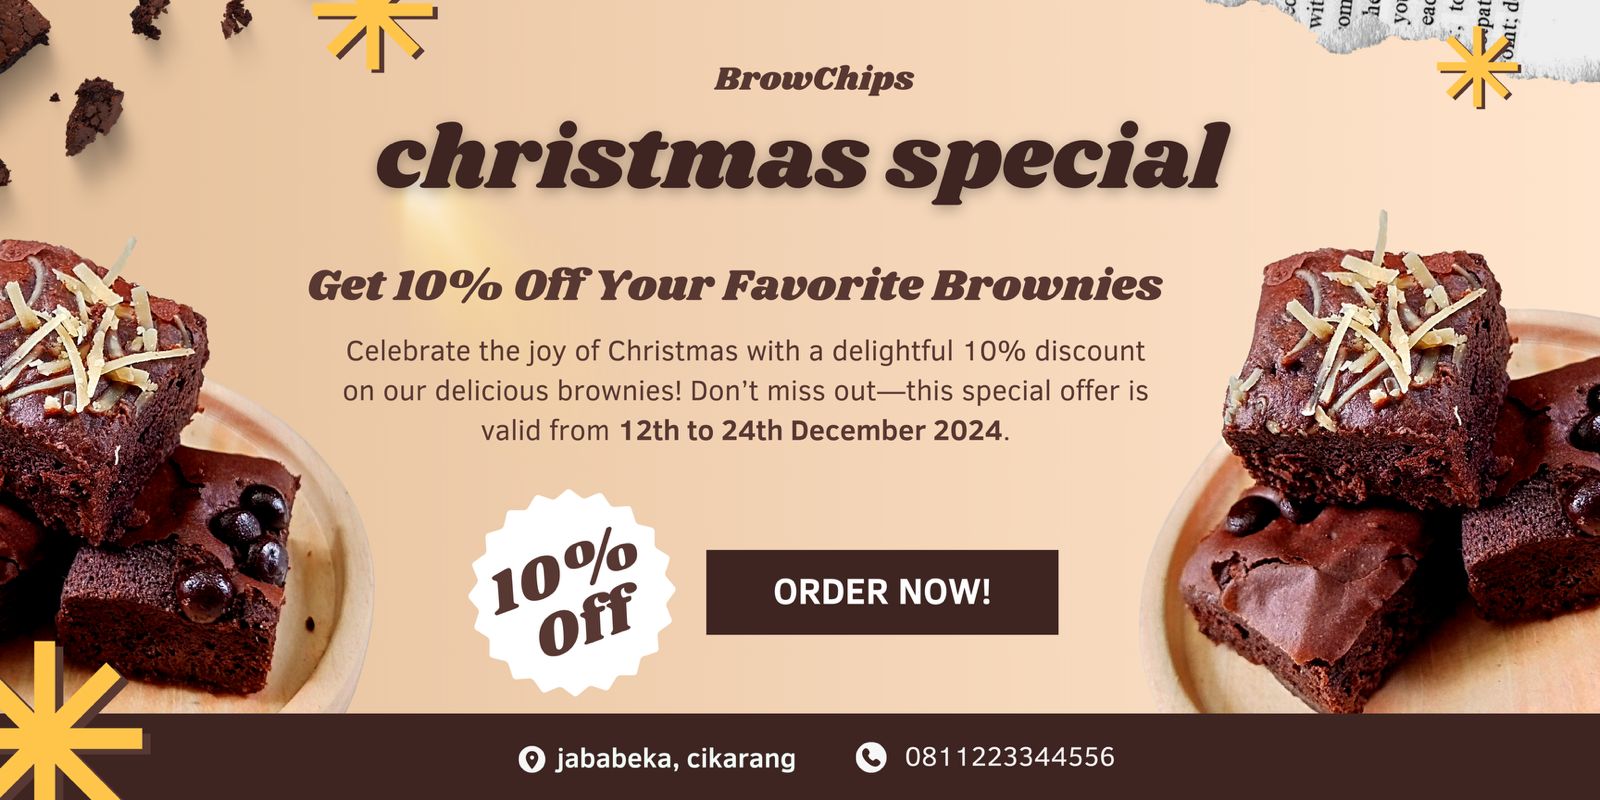 BrowChips
christmas special
Get 10% Off Your Favorite Brownies
Celebrate the joy of Christmas with a delightful 10% discount
on our delicious brownies! Don’t miss out—this special offer is
valid from 12th to 24th December 2024.
10%
Off
ORDER NOW!
jababeka, cikarang
0811223344556